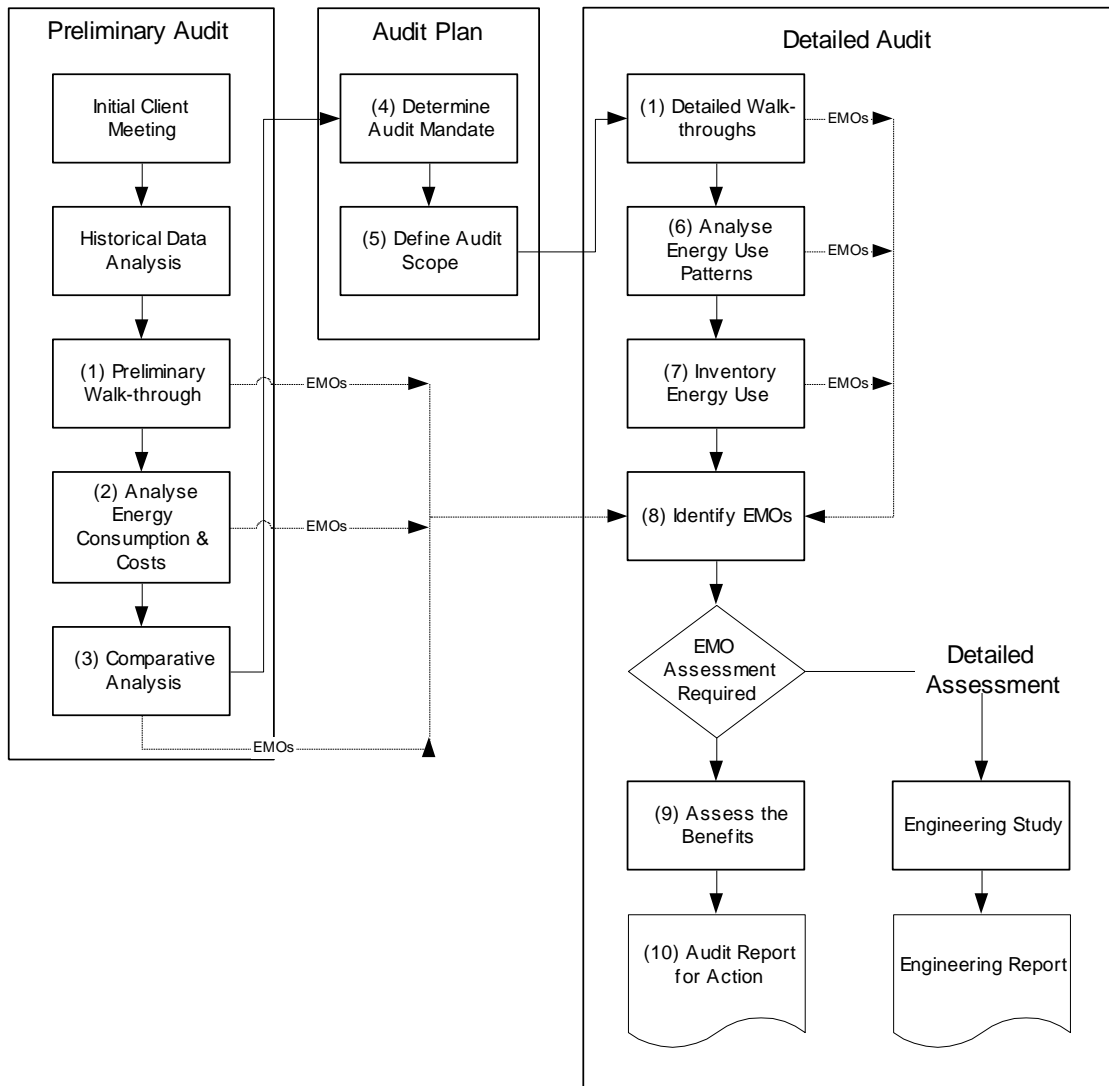 Preliminary Audit
Initial Client
Meeting
Historical Data
Analysis
(1) Preliminary
Walk-through
EMOs
(2) Analyse
Energy
Consumption &
Costs
EMOs
(3) Comparative
Analysis
EMOs
Audit Plan
(4) Determine
Audit Mandate
(5) Define Audit
Scope
Detailed Audit
(1) Detailed Walk-
throughs
EMOs
(6) Analyse
Energy Use
Patterns
EMOs
(7) Inventory
Energy Use
EMOs
(8) Identify EMOs
EMO
Assessment
Required
Detailed
Assessment
(9) Assess the
Benefits
Engineering Study
(10) Audit Report
for Action
Engineering Report